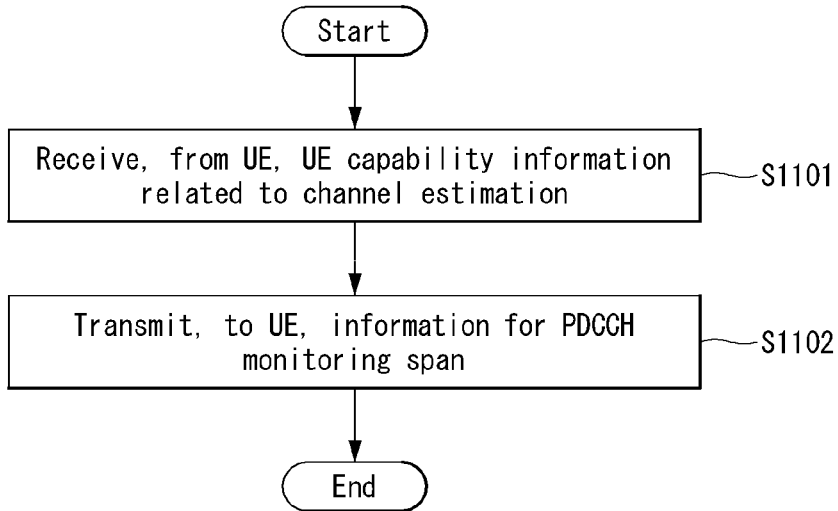 Start
Receive, from UE, UE capability information
related to channel estimation
S1101
Transmit, to UE, information for PDCCH
monitoring span
S1102
End